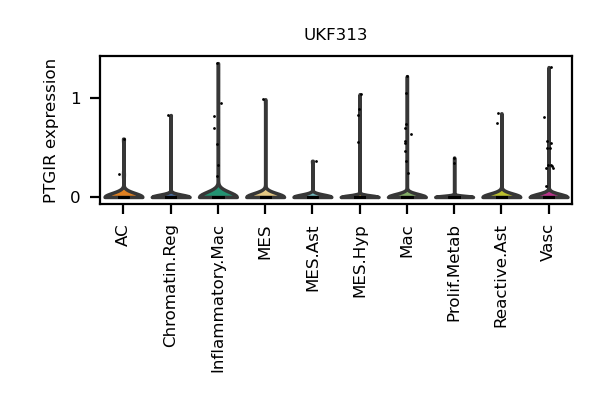 UKF313
PTGIR expression
1
0
AC
Chromatin.Reg
Inflammatory.Mac
MES
MES.Ast
MES.Hyp
Mac
Prolif.Metab
Reactive.Ast
Vasc